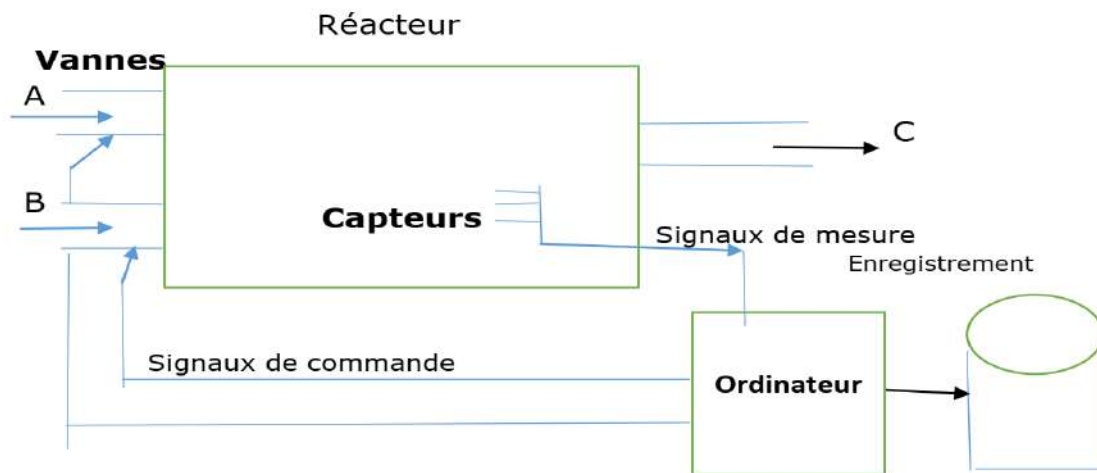 Réacteur
Vannes
A
C
B
Capteurs
Signaux de mesure
Enregistrement
Signaux de commande
Ordinateur